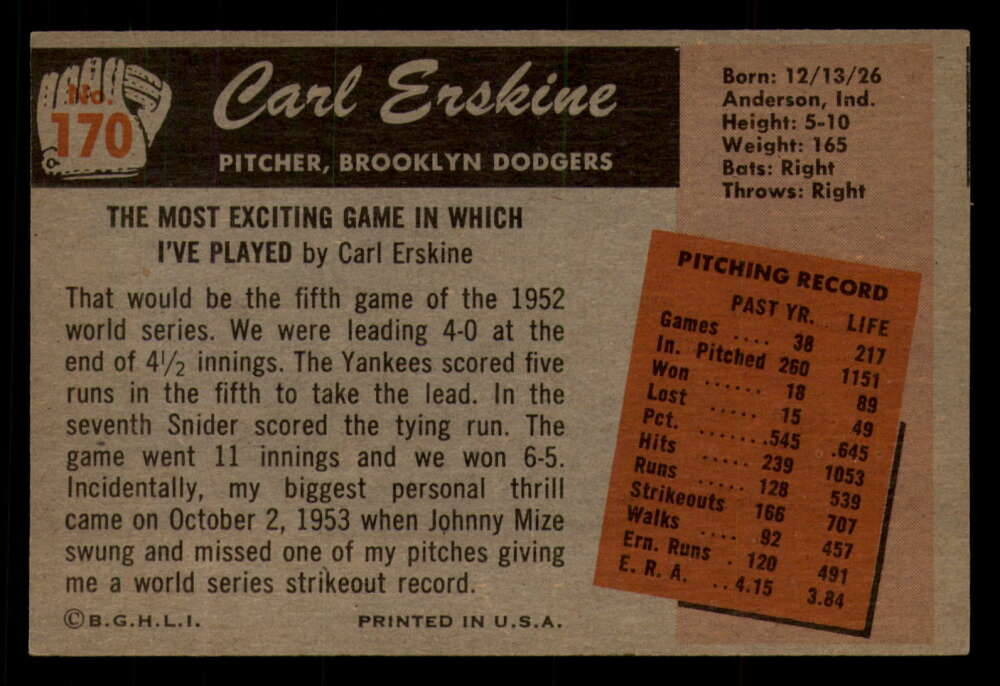 No.
170
Carl Erskine
PITCHER, BROOKLYN DODGERS
Born: 12/13/26
Anderson, Ind.
Height: 5-10
Weight: 165
Bats: Right
Throws: Right
THE MOST EXCITING GAME IN WHICH
I'VE PLAYED by Carl Erskine
That would be the fifth game of the 1952
world series. We were leading 4-0 at the
end of 4½ innings. The Yankees scored five
runs in the fifth to take the lead. In the
seventh Snider scored the tying run. The
game went 11 innings and we won 6-5.
Incidentally, my biggest personal thrill
came on October 2, 1953 when Johnny Mize
swung and missed one of my pitches giving
me a world series strikeout record.
©B.G.H.L.I. PRINTED IN U.S.A.
PITCHING RECORD
PAST YR. LIFE
Games .... 38 217
In. Pitched 260 1151
Won ...... 18 89
Lost ..... 15 49
Pct. .......545 .645
Hits ..... 239 1053
Runs .... 128 539
Strikeouts 166 707
Walks .... 92 457
Ern. Runs . 120 491
E. R. A. .. 4.15 3.84